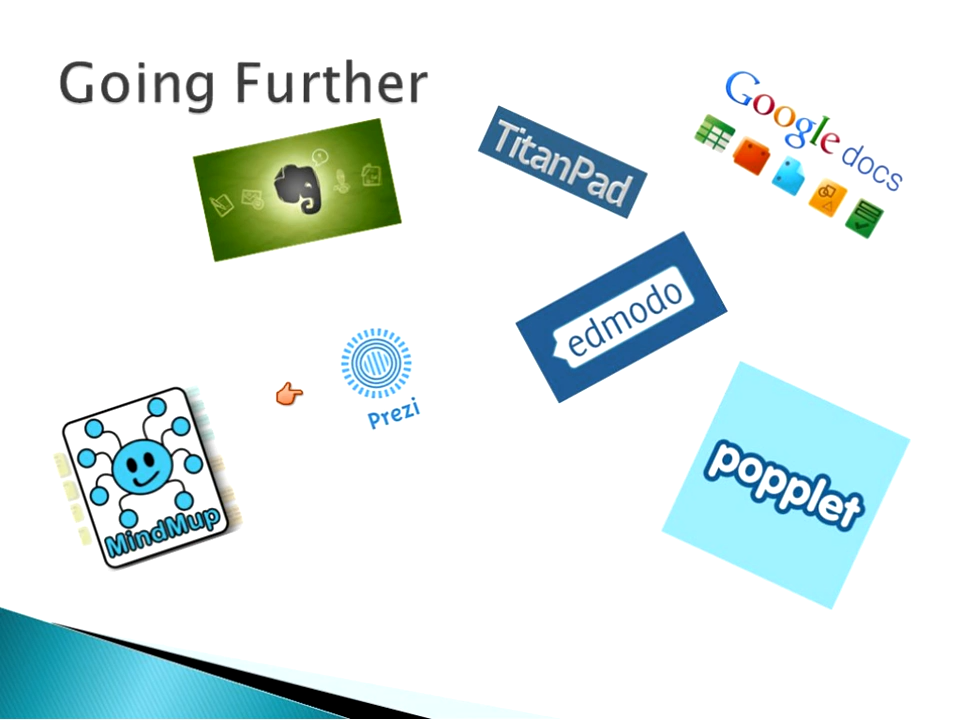 Going Further
TitanPad
Google docs
edmodo
Prezi
MindMup
popplet